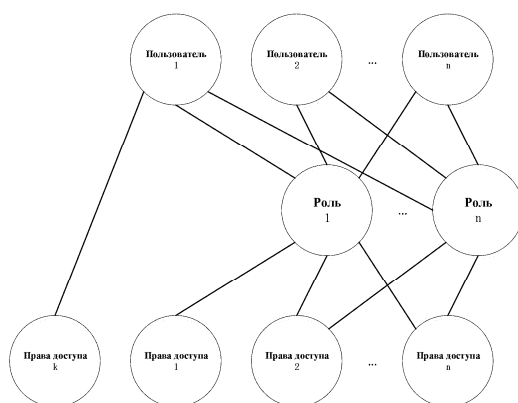 Пользователь
1
Пользователь
2
...
Пользователь
n
Роль
1
...
Роль
n
Права доступа
k
Права доступа
1
Права доступа
2
...
Права доступа
n